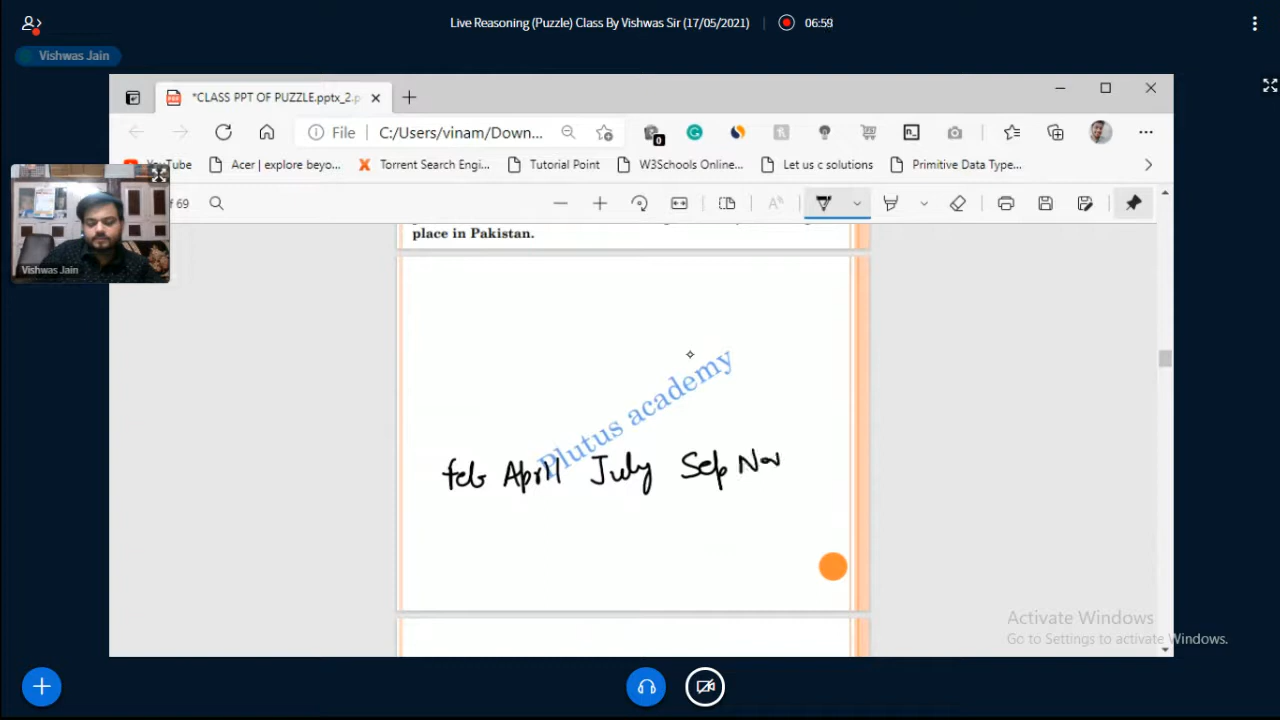 Live Reasoning (Puzzle) Class By Vishwas Sir (17/05/2021) 06:59
Vishwas Jain
*CLASS PPT OF PUZZLE.pptx_2.p
File C:/Users/vinam/Down...
YouTube Acer | explore beyo... Torrent Search Engi... Tutorial Point W3Schools Online... Let us c solutions Primitive Data Type...
of 69
place in Pakistan.
Vishwas Jain
Plutus academy
feb April July Sep Nov
Activate Windows
Go to Settings to activate Windows.